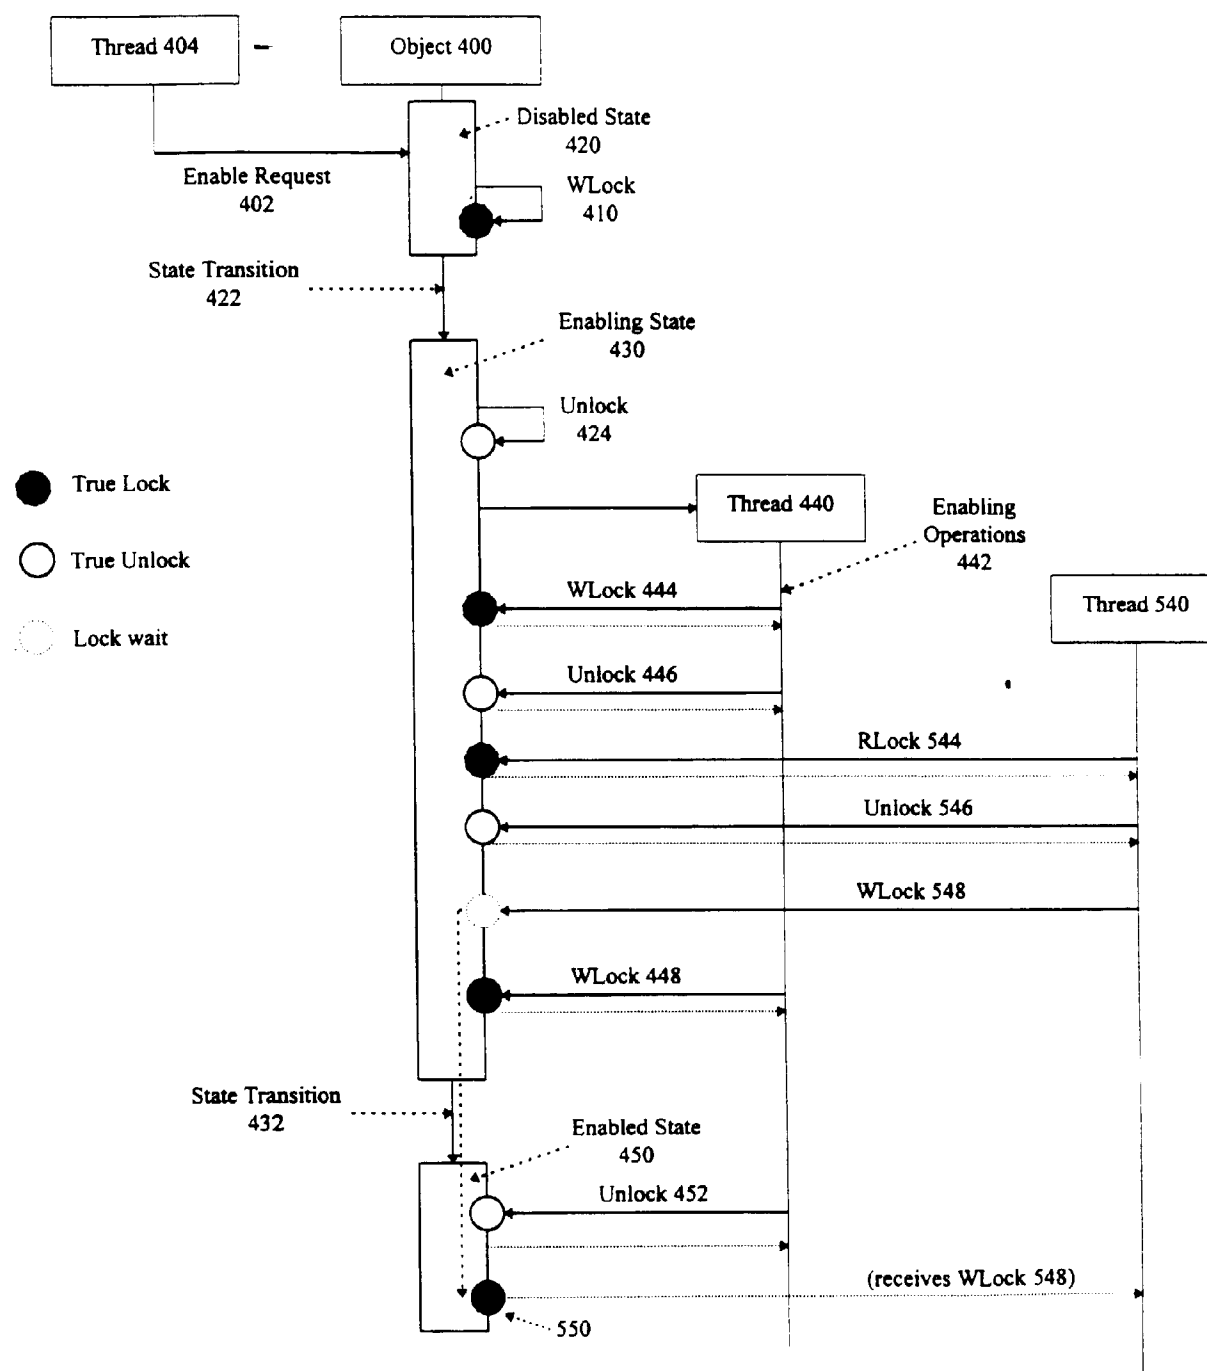 Thread 404
Object 400
Disabled State
420
Enable Request
402
WLock
410
State Transition
422
Enabling State
430
Unlock
424
True Lock
True Unlock
Lock wait
Thread 440
Enabling
Operations
442
Thread 540
WLock 444
Unlock 446
RLock 544
Unlock 546
WLock 548
WLock 448
State Transition
432
Enabled State
450
Unlock 452
(receives WLock 548)
550